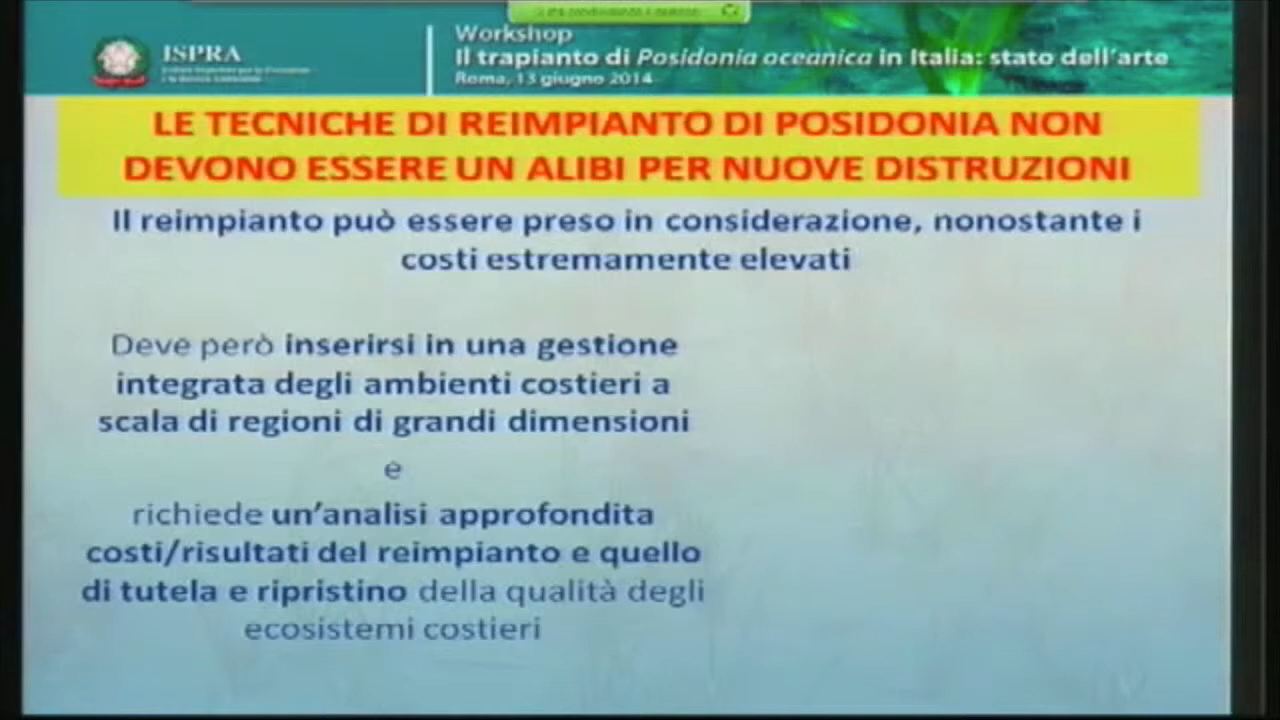 Workshop
ISPRA
Il trapianto di Posidonia oceanica in Italia: stato dell'arte
Roma, 13 giugno 2014
LE TECNICHE DI REIMPIANTO DI POSIDONIA NON
DEVONO ESSERE UN ALIBI PER NUOVE DISTRUZIONI
Il reimpianto può essere preso in considerazione, nonostante i
costi estremamente elevati
Deve però inserirsi in una gestione
integrata degli ambienti costieri a
scala di regioni di grandi dimensioni
e
richiede un'analisi approfondita
costi/risultati del reimpianto e quello
di tutela e ripristino della qualità degli
ecosistemi costieri